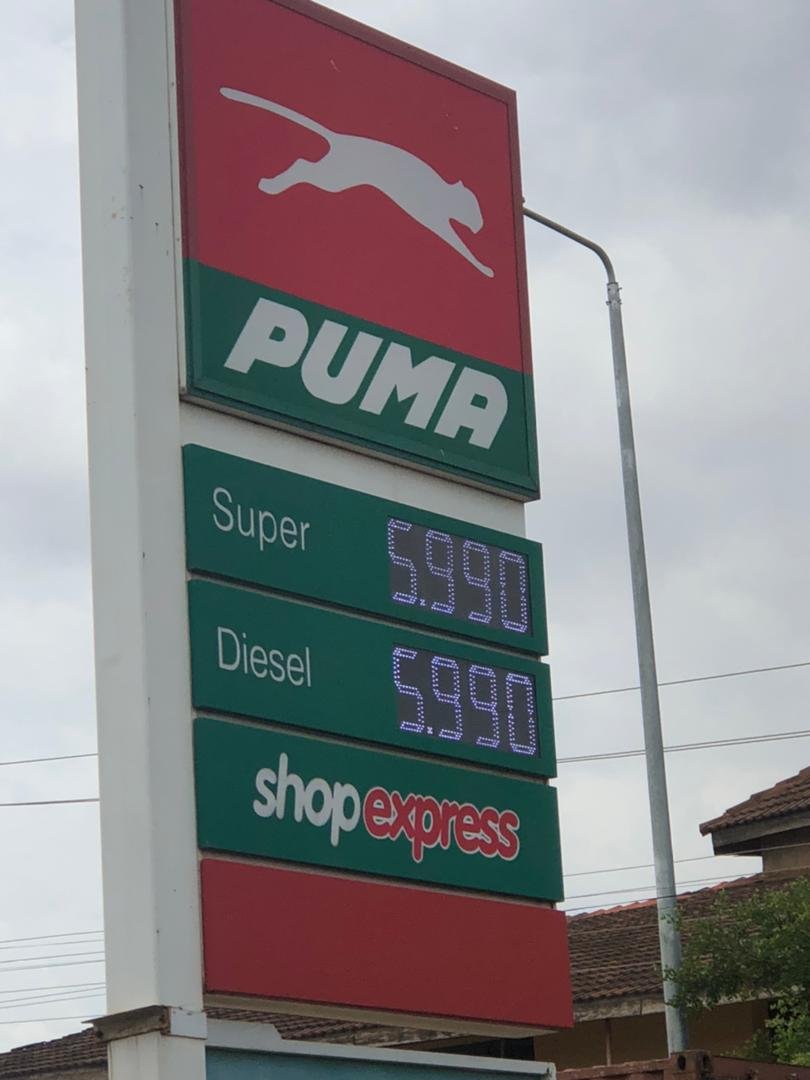 PUMA
Super 5.990
Diesel 5.990
shopexpress